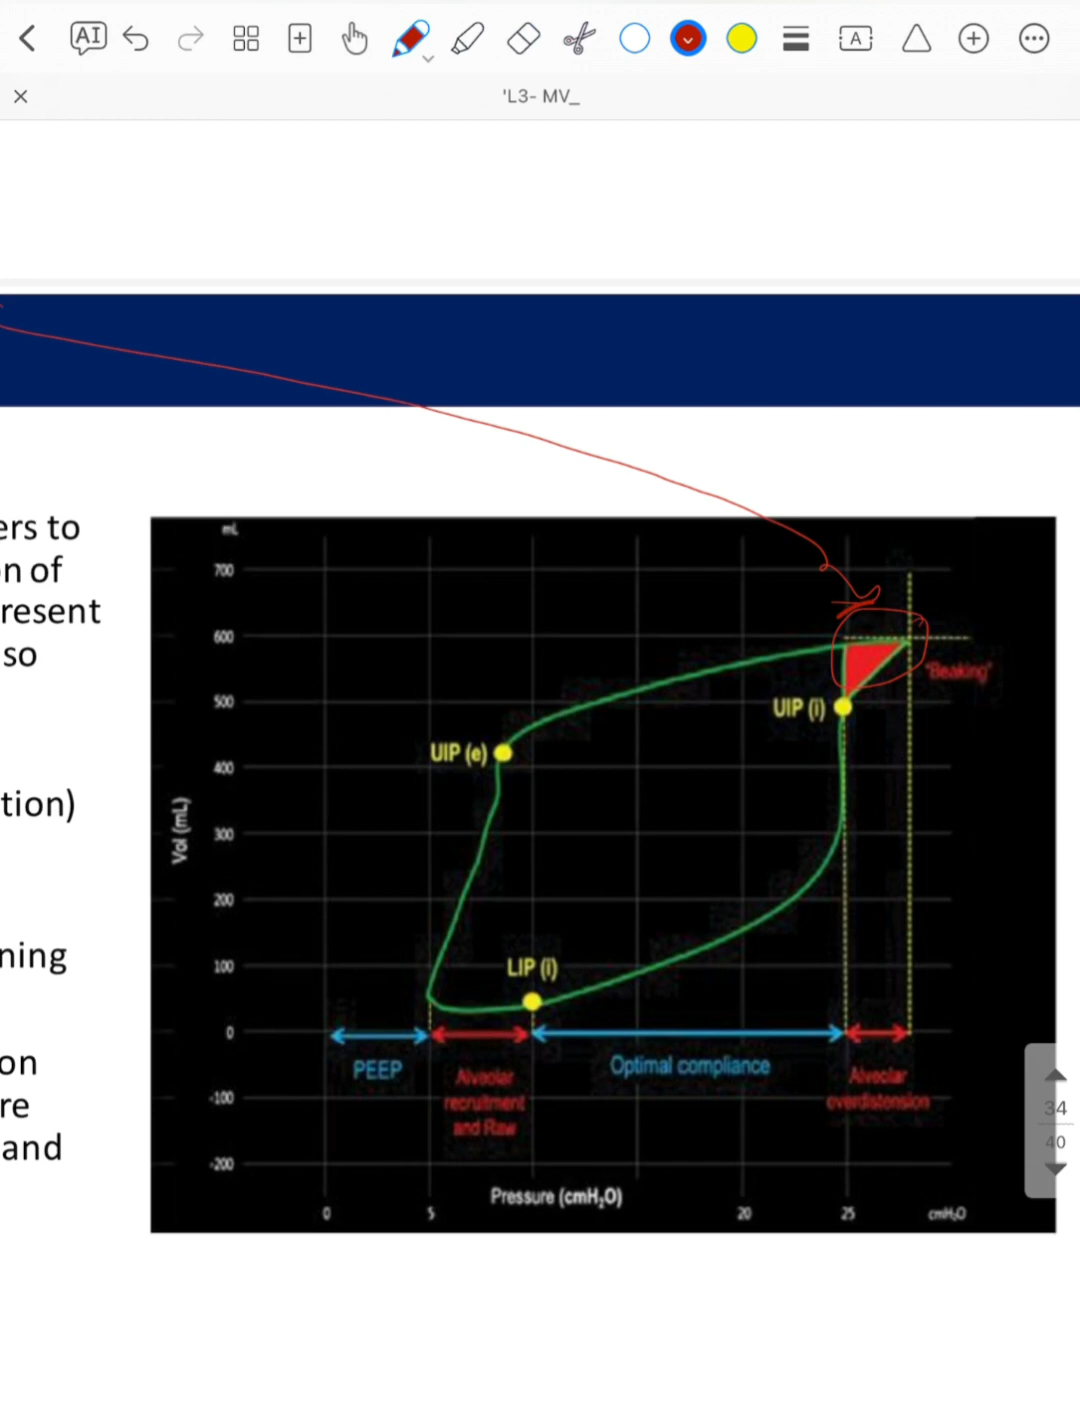 AI
A
'L3- MV_
ers to
n of
resent
so
tion)
ning
on
re
and
mL
700
600
500
400
300
200
100
0
-100
-200
Vol (mL)
"Beaking"
UIP (i)
UIP (e)
LIP (i)
PEEP
Alveolar
recruitment
and Raw
Optimal compliance
Alveolar
overdistension
Pressure (cmH₂O)
0
5
20
25
cmH₂O
34
40